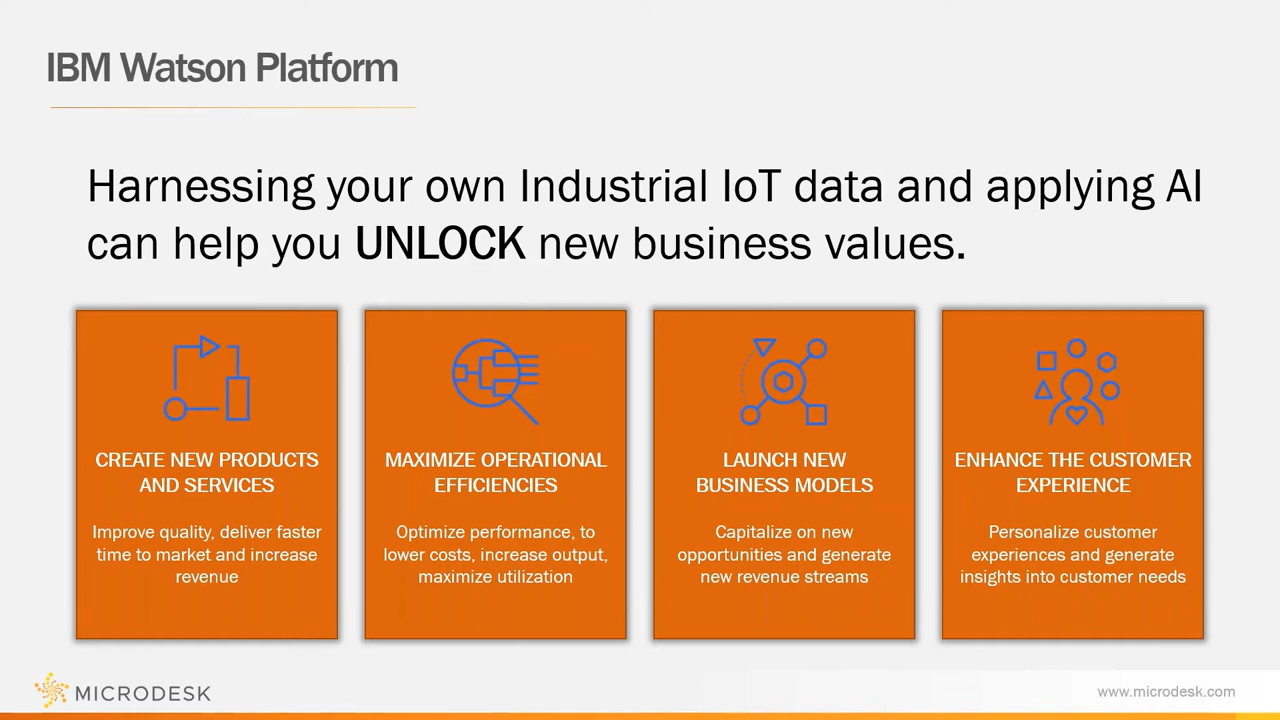 IBM Watson Platform
Harnessing your own Industrial IoT data and applying AI
can help you UNLOCK new business values.
CREATE NEW PRODUCTS
AND SERVICES
Improve quality, deliver faster
time to market and increase
revenue
MAXIMIZE OPERATIONAL
EFFICIENCIES
Optimize performance, to
lower costs, increase output,
maximize utilization
LAUNCH NEW
BUSINESS MODELS
Capitalize on new
opportunities and generate
new revenue streams
ENHANCE THE CUSTOMER
EXPERIENCE
Personalize customer
experiences and generate
insights into customer needs
MICRODESK
www.microdesk.com